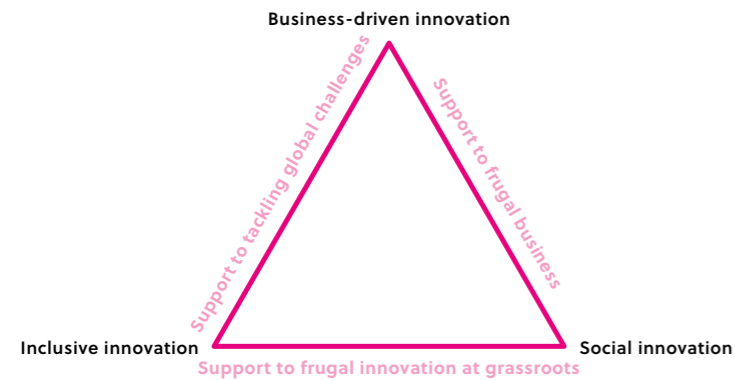 Business-driven innovation
Support to tackling global challenges
Support to frugal business
Inclusive innovation
Social innovation
Support to frugal innovation at grassroots